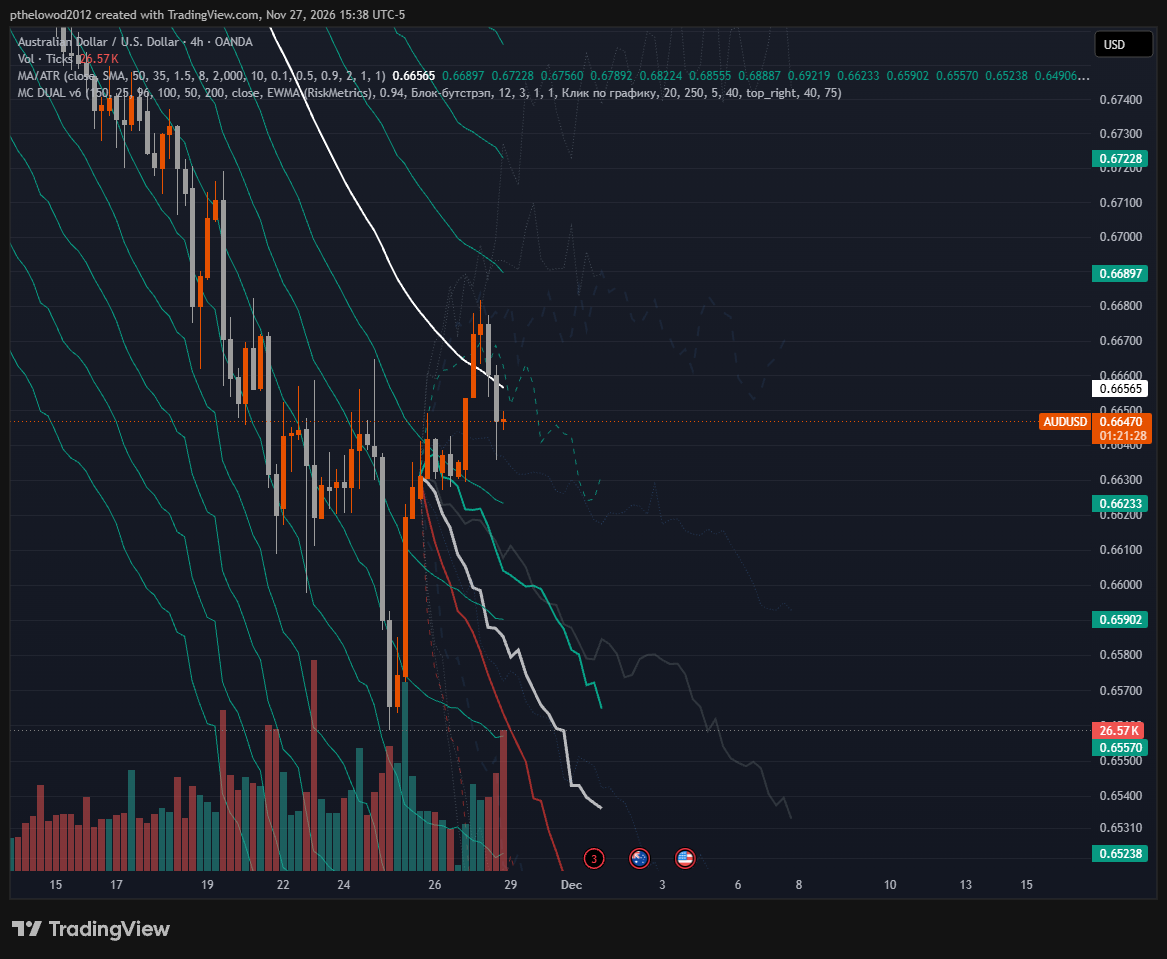 pthelowod2012 created with TradingView.com, Nov 27, 2026 15:38 UTC-5
Australian Dollar / U.S. Dollar · 4h · OANDA
USD
Vol · Ticks 26.57K
MA/ATR (close, SMA, 50, 35, 1.5, 8, 2,000, 10, 0.1, 0.5, 0.9, 2, 1, 1) 0.66565 0.66897 0.67228 0.67560 0.67892 0.68224 0.68555 0.68887 0.69219 0.66233 0.65902 0.65570 0.65238 0.64906...
MC DUAL v6 (150, 25, 96, 100, 50, 200, close, EWMA (RiskMetrics), 0.94, Блок-бутстрэп, 12, 3, 1, 1, Клик по графику, 20, 250, 5, 40, top_right, 40, 75)
0.67400
0.67300
0.67228
0.67200
0.67100
0.67000
0.66897
0.66800
0.66700
0.66600
0.66565
0.66500
AUDUSD 0.66470
01:21:28
0.66400
0.66300
0.66233
0.66200
0.66100
0.66000
0.65902
0.65800
0.65700
26.57K
0.65570
0.65500
0.65400
0.65310
0.65238
3
15 17 19 22 24 26 29 Dec 3 6 8 10 13 15
TradingView